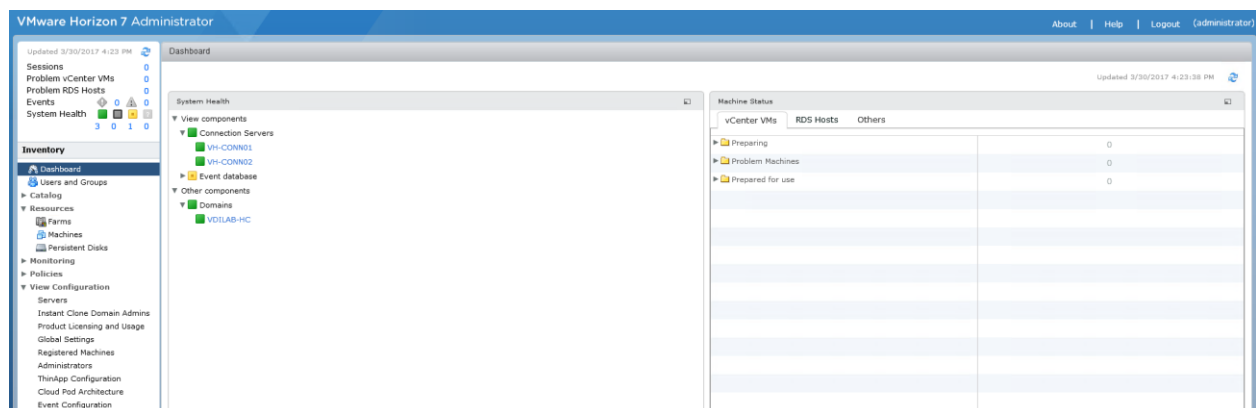 VMware Horizon 7 Administrator
About | Help | Logout (administrator)
Updated 3/30/2017 4:23 PM
Sessions 0
Problem vCenter VMs 0
Problem RDS Hosts 0
Events 0 0
System Health
3 0 1 0
Inventory
Dashboard
Users and Groups
Catalog
Resources
Farms
Machines
Persistent Disks
Monitoring
Policies
View Configuration
Servers
Instant Clone Domain Admins
Product Licensing and Usage
Global Settings
Registered Machines
Administrators
ThinApp Configuration
Cloud Pod Architecture
Event Configuration
Dashboard
Updated 3/30/2017 4:23:38 PM
System Health
View components
Connection Servers
VH-CONN01
VH-CONN02
Event database
Other components
Domains
VDILAB-HC
Machine Status
vCenter VMs RDS Hosts Others
Preparing 0
Problem Machines 0
Prepared for use 0